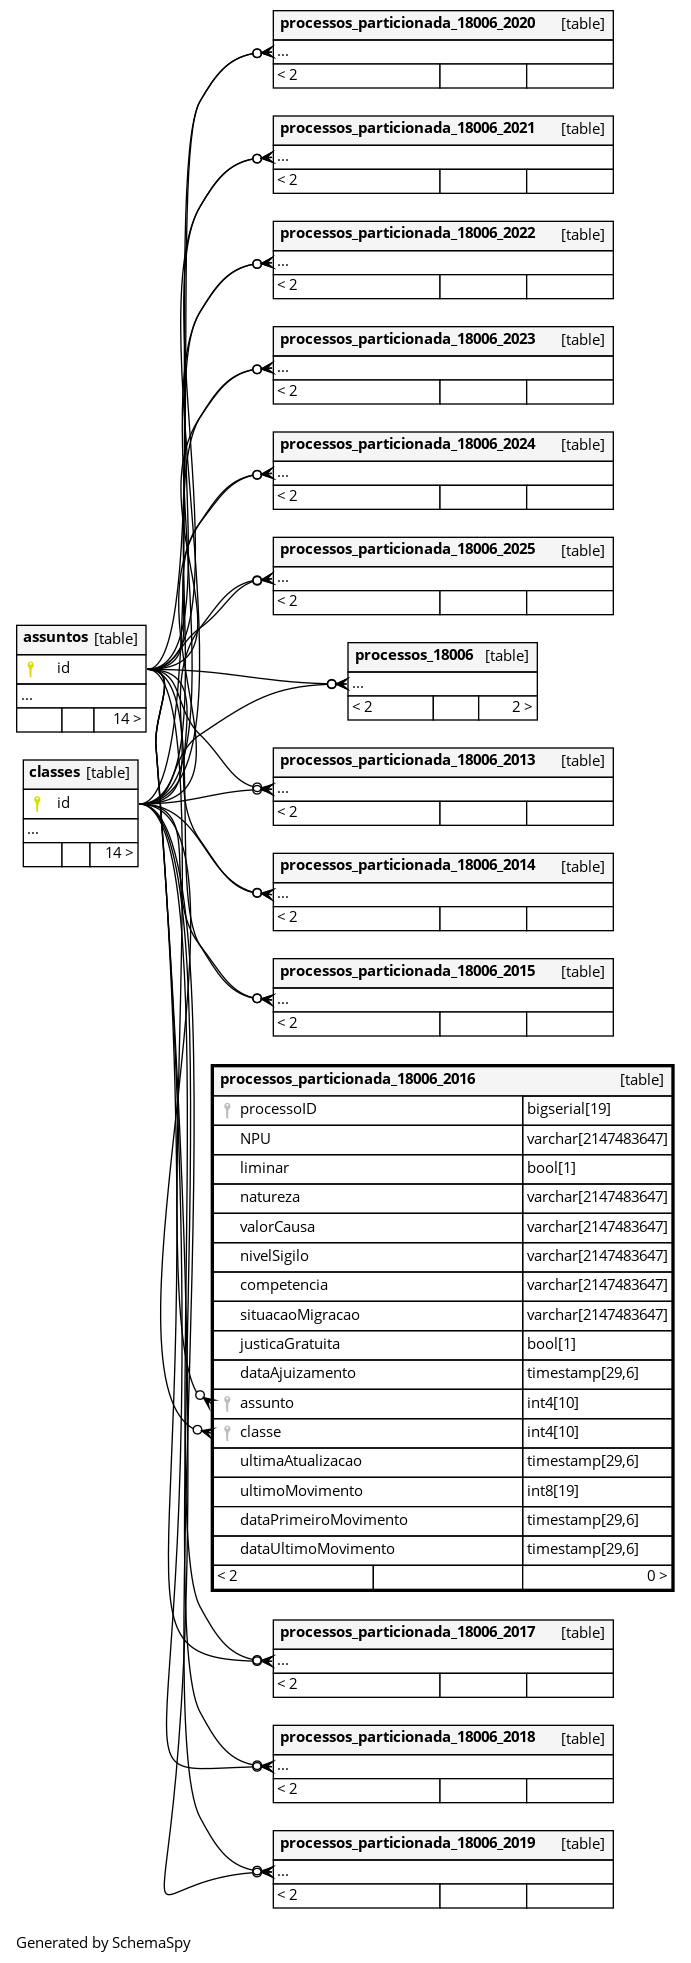 processos_particionada_18006_2020 [table]
...
< 2
processos_particionada_18006_2021 [table]
...
< 2
processos_particionada_18006_2022 [table]
...
< 2
processos_particionada_18006_2023 [table]
...
< 2
processos_particionada_18006_2024 [table]
...
< 2
processos_particionada_18006_2025 [table]
...
< 2
assuntos [table]
id
...
14 >
processos_18006 [table]
...
< 2 2 >
classes [table]
id
...
14 >
processos_particionada_18006_2013 [table]
...
< 2
processos_particionada_18006_2014 [table]
...
< 2
processos_particionada_18006_2015 [table]
...
< 2
processos_particionada_18006_2016 [table]
processoID bigserial[19]
NPU varchar[2147483647]
liminar bool[1]
natureza varchar[2147483647]
valorCausa varchar[2147483647]
nivelSigilo varchar[2147483647]
competencia varchar[2147483647]
situacaoMigracao varchar[2147483647]
justicaGratuita bool[1]
dataAjuizamento timestamp[29,6]
assunto int4[10]
classe int4[10]
ultimaAtualizacao timestamp[29,6]
ultimoMovimento int8[19]
dataPrimeiroMovimento timestamp[29,6]
dataUltimoMovimento timestamp[29,6]
< 2 0 >
processos_particionada_18006_2017 [table]
...
< 2
processos_particionada_18006_2018 [table]
...
< 2
processos_particionada_18006_2019 [table]
...
< 2
Generated by SchemaSpy